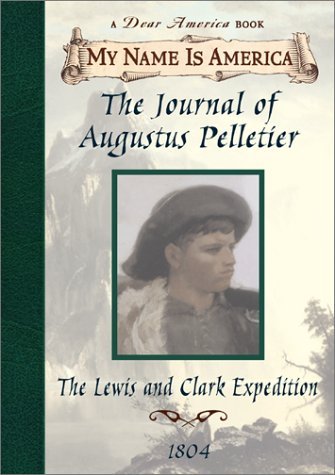 A Dear America BOOK
MY NAME IS AMERICA
The Journal of
Augustus Pelletier
The Lewis and Clark Expedition
1804